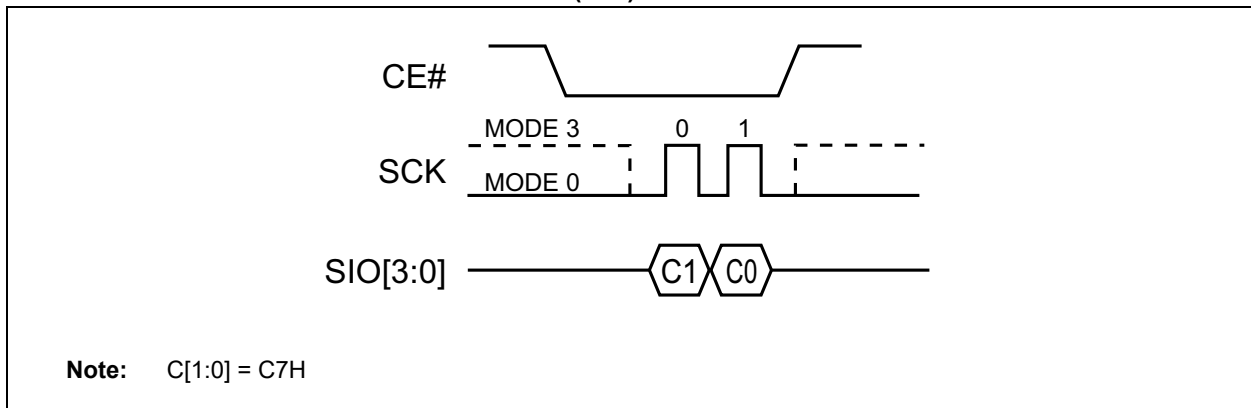 CE#
MODE 3 0 1
SCK
MODE 0
SIO[3:0] C1 C0
Note: C[1:0] = C7H